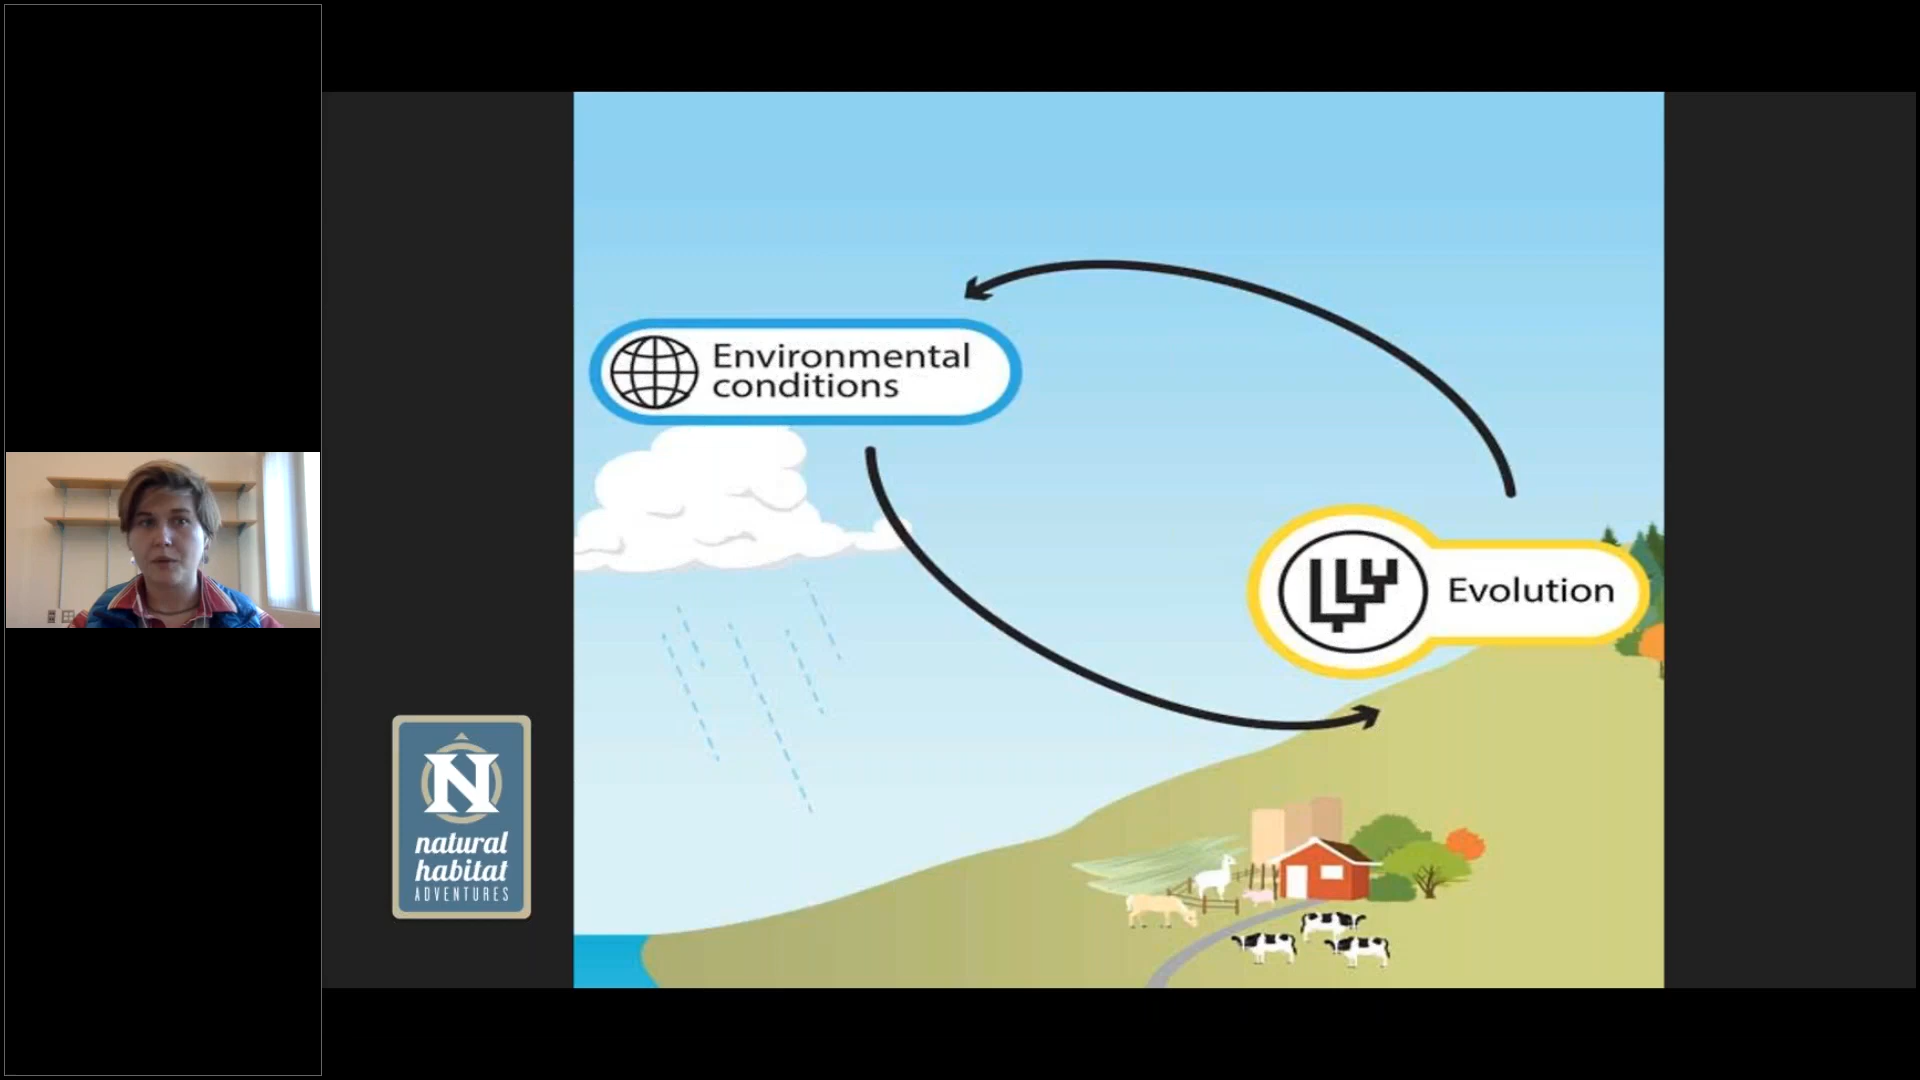 Environmental
conditions
Evolution
N
natural
habitat
ADVENTURES